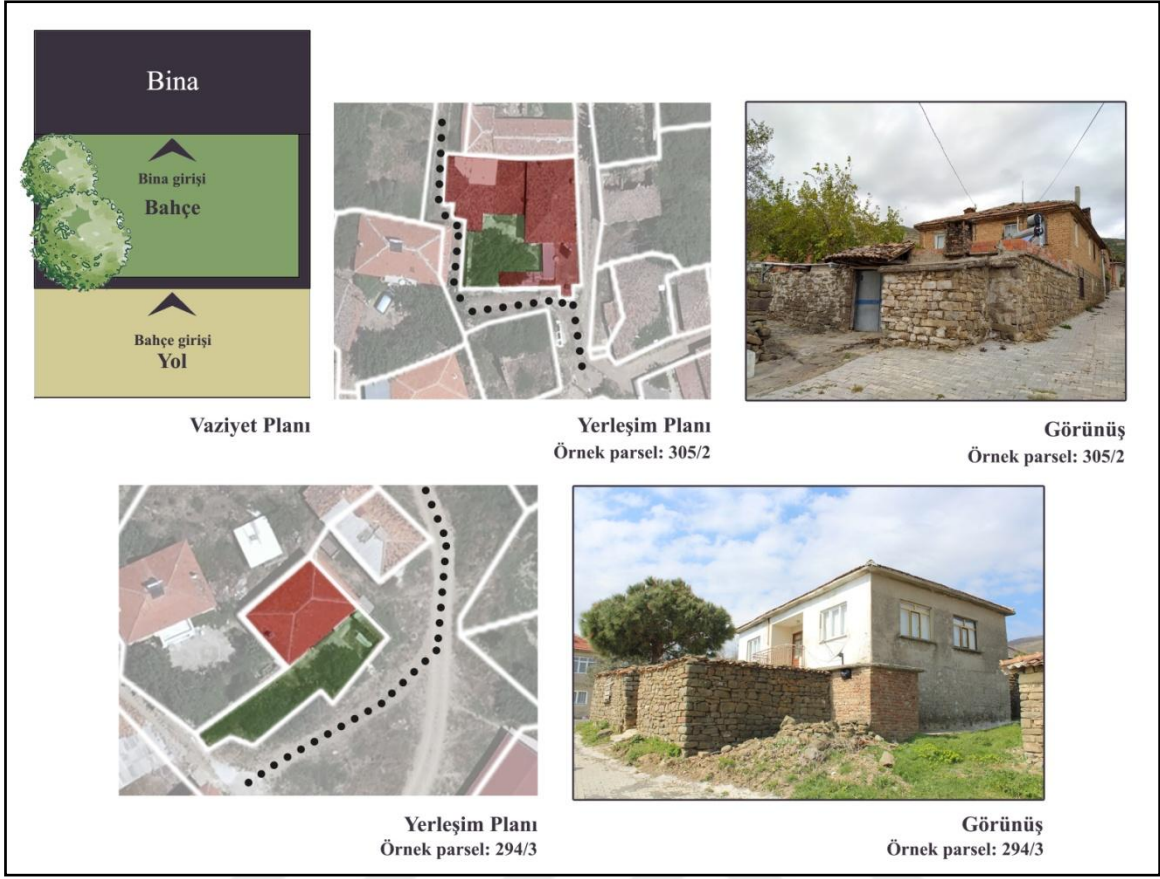 Bina
Bina girişi
Bahçe
Bahçe girişi
Yol
Vaziyet Planı
Yerleşim Planı
Örnek parsel: 305/2
Görünüş
Örnek parsel: 305/2
Yerleşim Planı
Örnek parsel: 294/3
Görünüş
Örnek parsel: 294/3